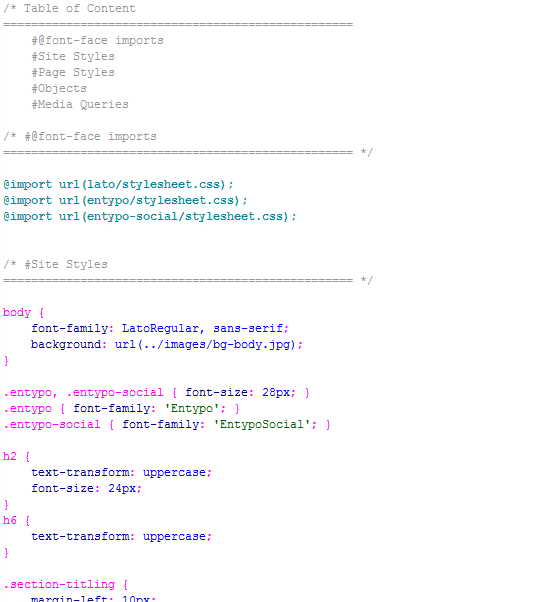 /* Table of Content
==================================================
#@font-face imports
#Site Styles
#Page Styles
#Objects
#Media Queries
/* #@font-face imports
================================================== */
@import url(lato/stylesheet.css);
@import url(entypo/stylesheet.css);
@import url(entypo-social/stylesheet.css);
/* #Site Styles
================================================== */
body {
font-family: LatoRegular, sans-serif;
background: url(../images/bg-body.jpg);
}
.entypo, .entypo-social { font-size: 28px; }
.entypo { font-family: 'Entypo'; }
.entypo-social { font-family: 'EntypoSocial'; }
h2 {
text-transform: uppercase;
font-size: 24px;
}
h6 {
text-transform: uppercase;
}
.section-titling {
margin-left: 10px;